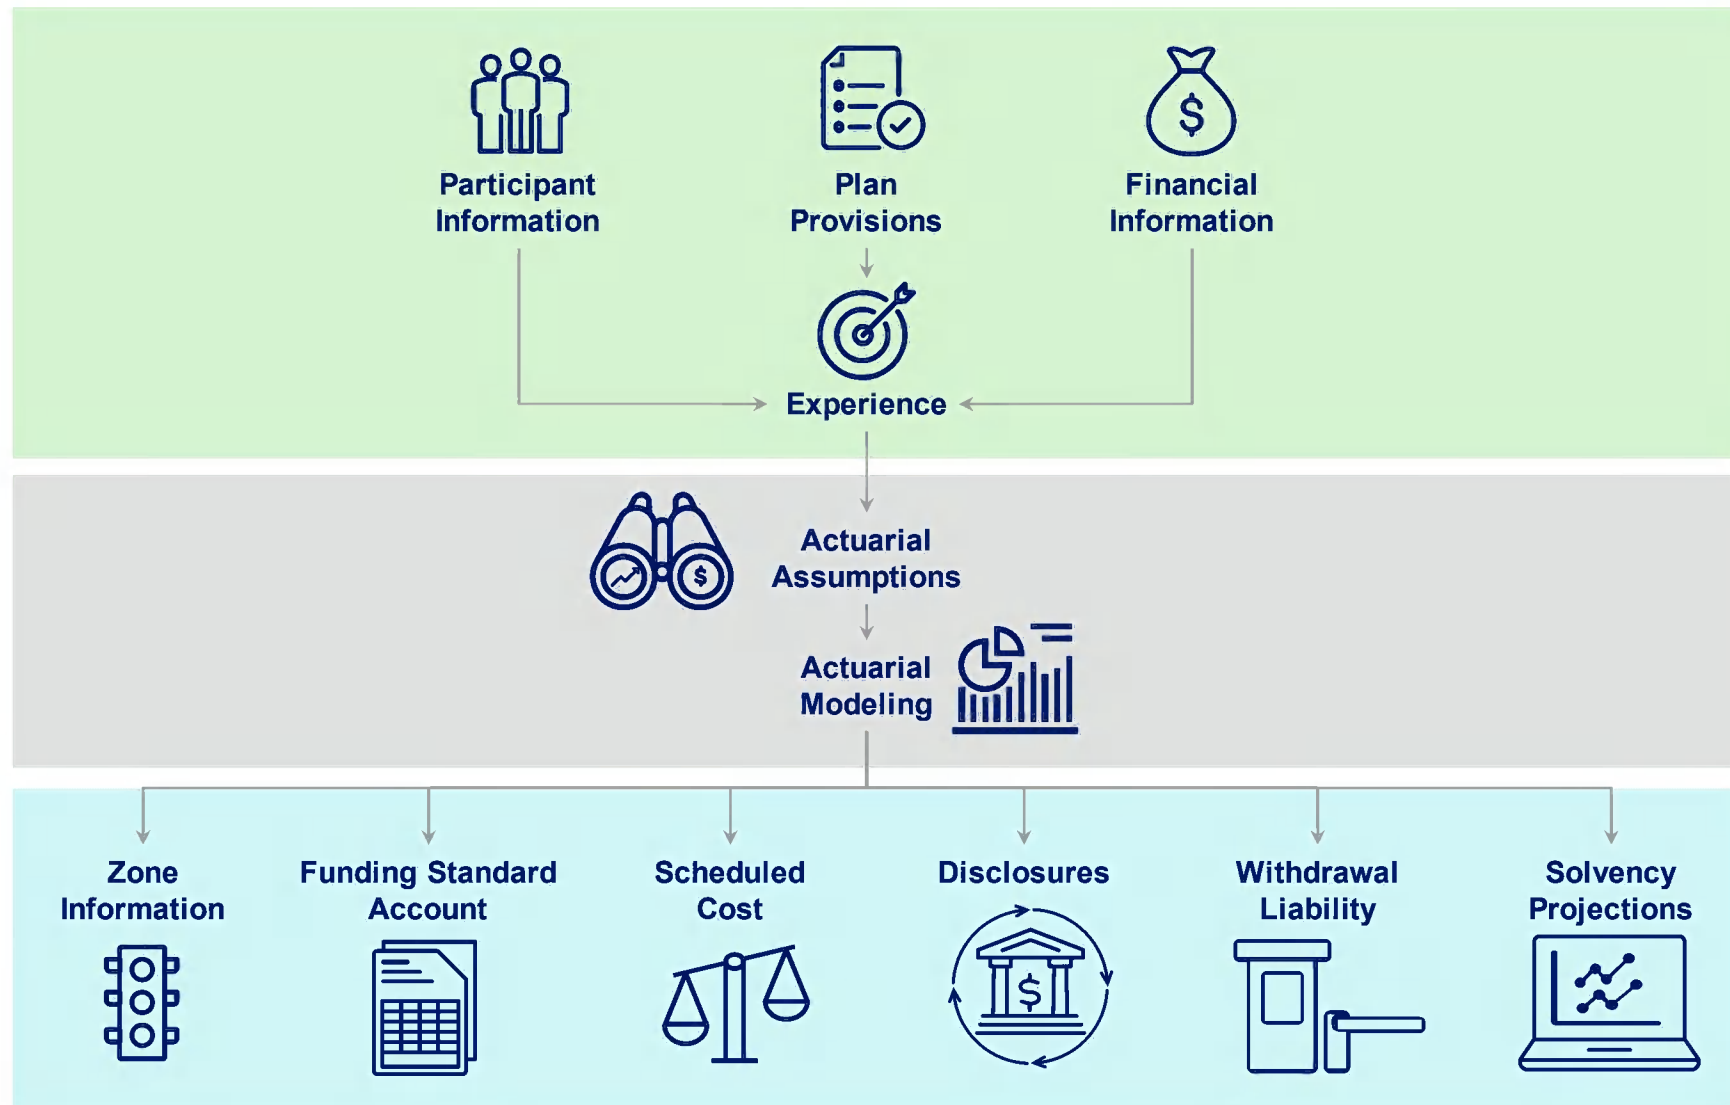 Participant
Information
Plan
Provisions
$
Financial
Information
Experience
$
Actuarial
Assumptions
Actuarial
Modeling
Zone
Information
Funding Standard
Account
Scheduled
Cost
Disclosures
$
Withdrawal
Liability
Solvency
Projections